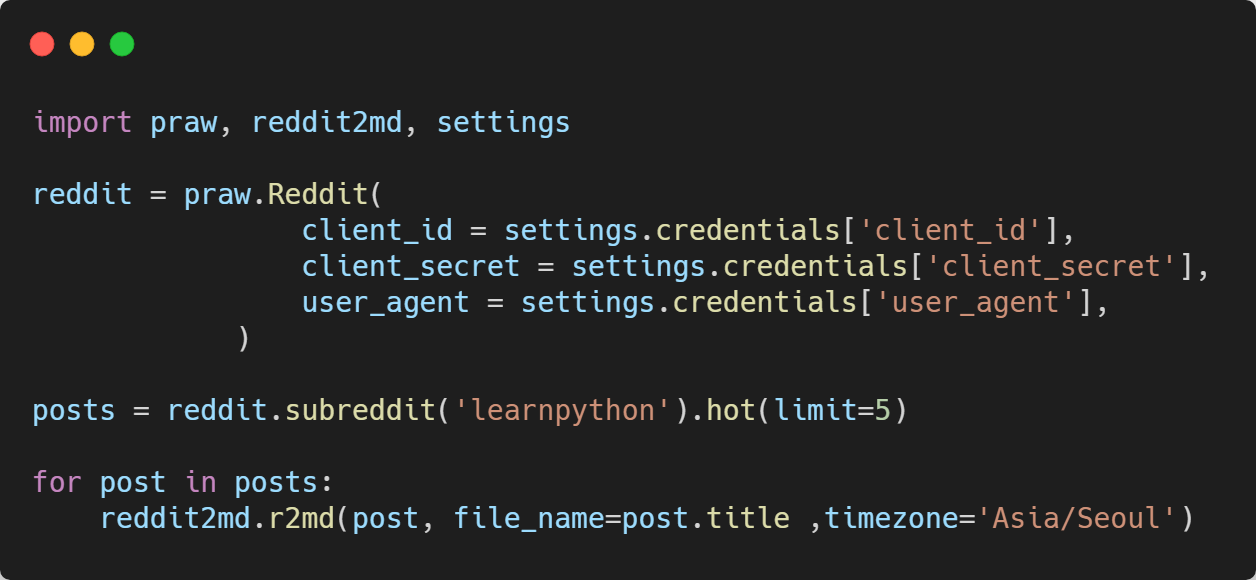 import praw, reddit2md, settings
reddit = praw.Reddit(
                client_id = settings.credentials['client_id'],
                client_secret = settings.credentials['client_secret'],
                user_agent = settings.credentials['user_agent'],
            )
posts = reddit.subreddit('learnpython').hot(limit=5)
for post in posts:
    reddit2md.r2md(post, file_name=post.title ,timezone='Asia/Seoul')